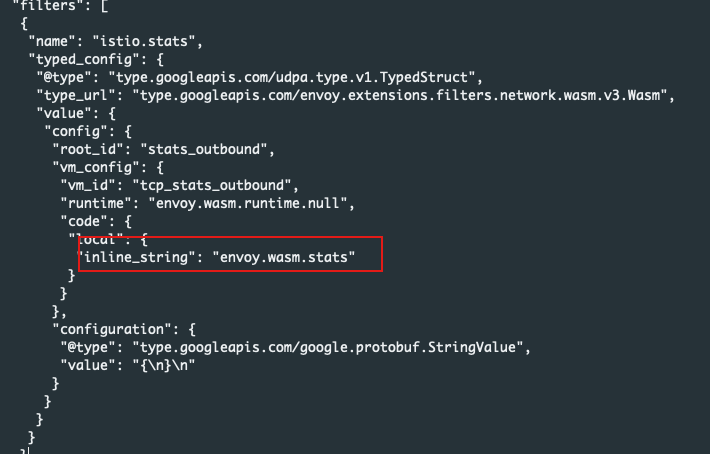 "filters": [
{
"name": "istio.stats",
"typed_config": {
"@type": "type.googleapis.com/udpa.type.v1.TypedStruct",
"type_url": "type.googleapis.com/envoy.extensions.filters.network.wasm.v3.Wasm",
"value": {
"config": {
"root_id": "stats_outbound",
"vm_config": {
"vm_id": "tcp_stats_outbound",
"runtime": "envoy.wasm.runtime.null",
"code": {
"local": {
"inline_string": "envoy.wasm.stats"
}
}
},
"configuration": {
"@type": "type.googleapis.com/google.protobuf.StringValue",
"value": "{\n}\n"
}
}
}
}